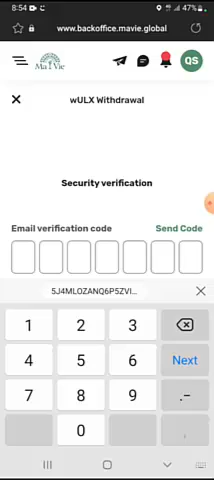 8:54
47%
www.backoffice.mavie.global
Ma Vie
QS
wULX Withdrawal
Security verification
Email verification code Send Code
5J4MLOZANQ6P5ZVI...
1 2 3
4 5 6 Next
7 8 9 .-
0 ,